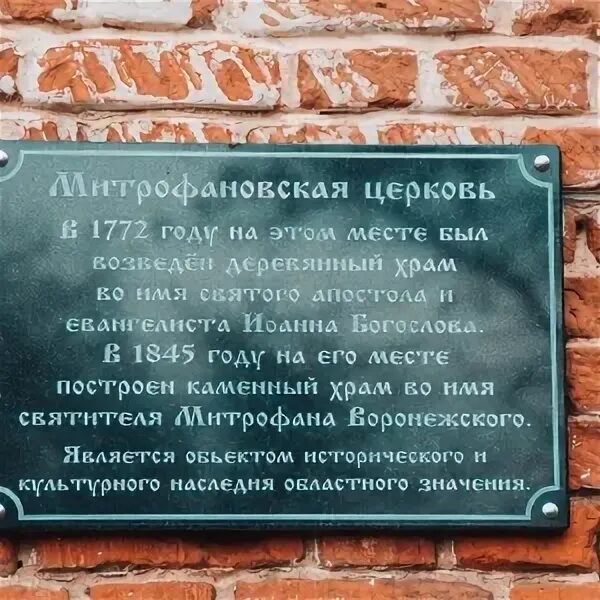 Митрофановская церковь
В 1772 году на этом месте был
возведён деревянный храм
во имя святого апостола и
евангелиста Иоанна Богослова.
В 1845 году на его месте
построен каменный храм во имя
святителя Митрофана Воронежского.
Является обьектом исторического и
культурного наследия областного значения.